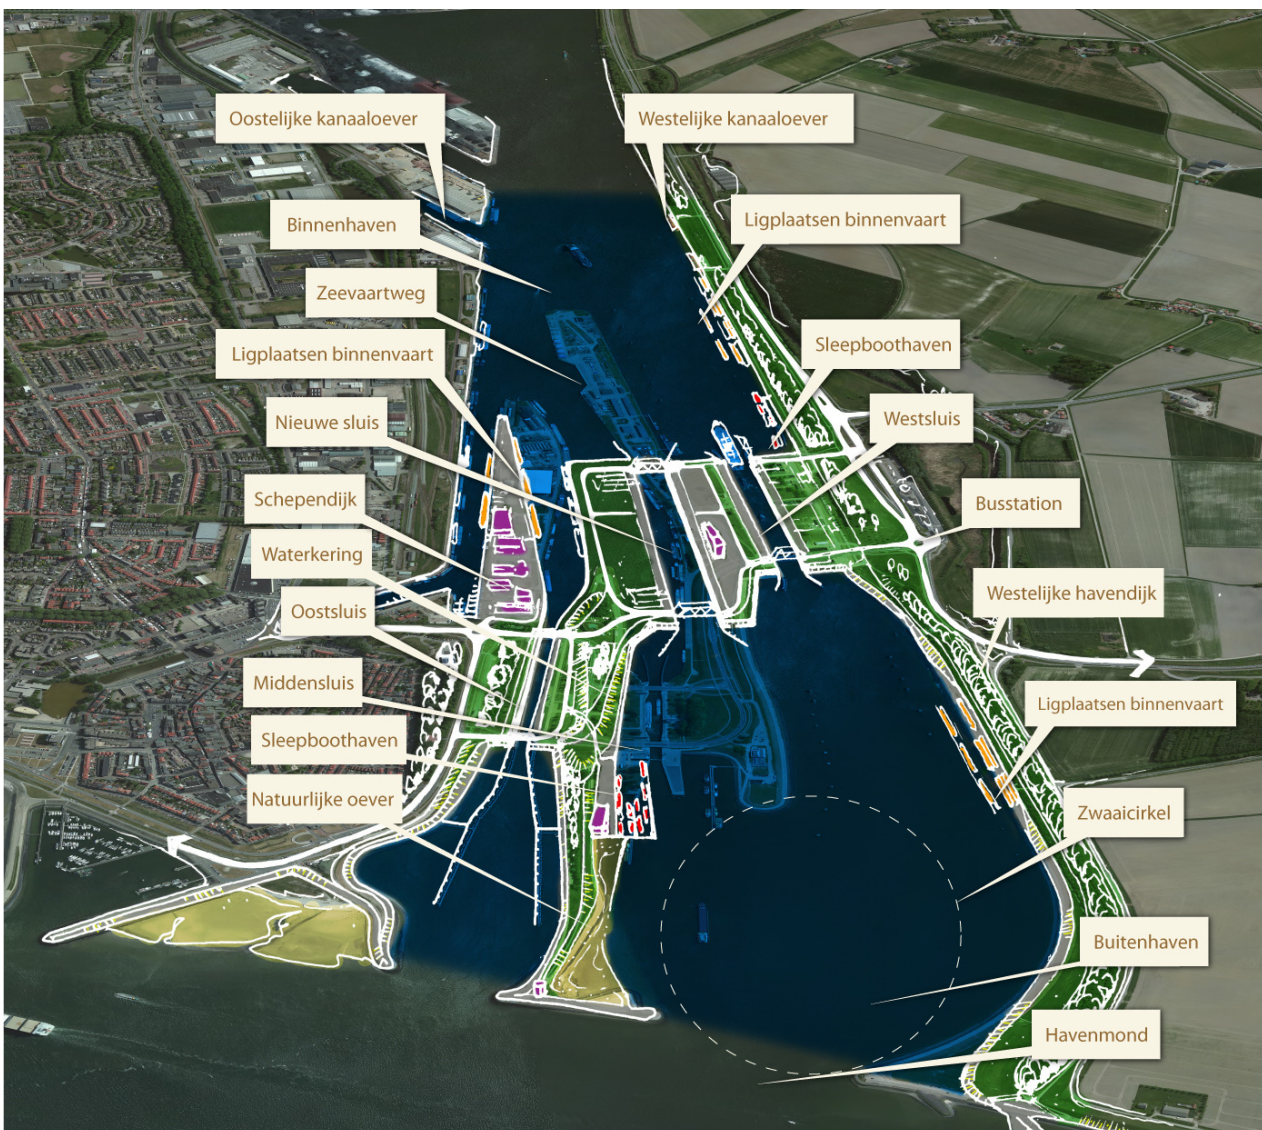 Oostelijke kanaaloever
Westelijke kanaaloever
Binnenhaven
Ligplaatsen binnenvaart
Zeevaartweg
Ligplaatsen binnenvaart
Sleepboothaven
Nieuwe sluis
Westsluis
Schependijk
Busstation
Waterkering
Oostsluis
Westelijke havendijk
Middensluis
Ligplaatsen binnenvaart
Sleepboothaven
Natuurlijke oever
Zwaaicirkel
Buitenhaven
Havenmond